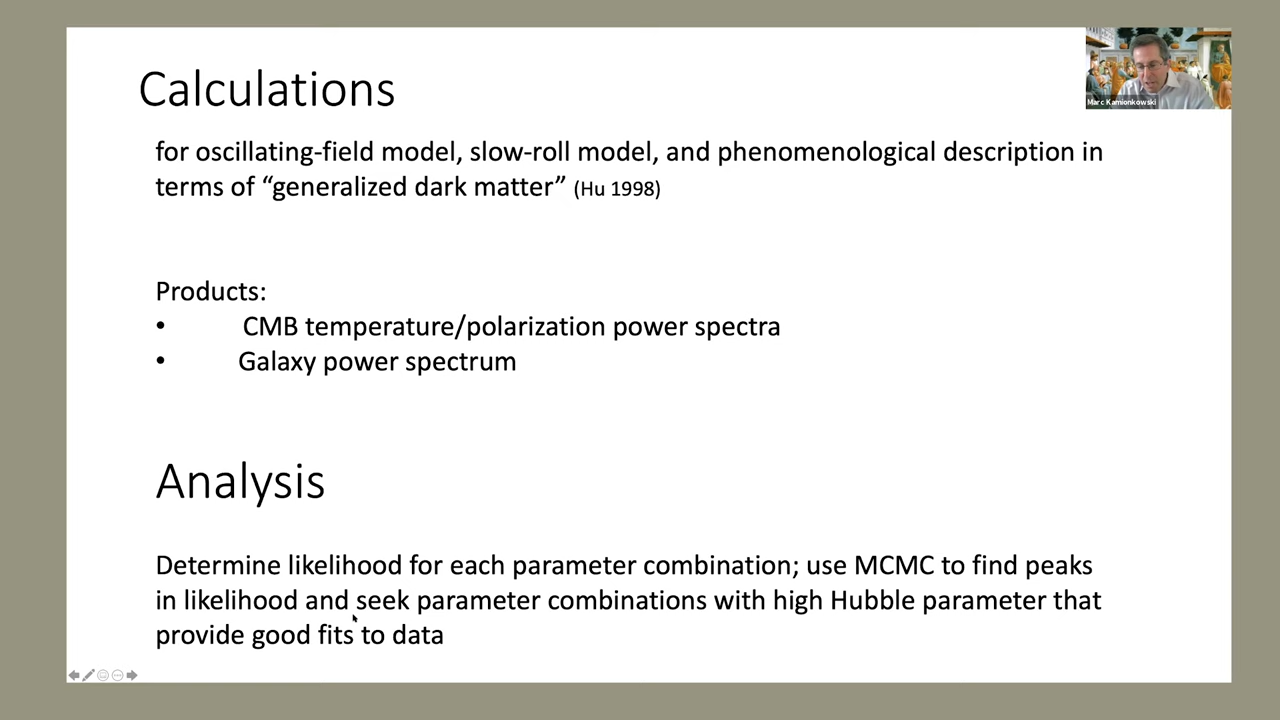 Calculations
Marc Kamionkowski
for oscillating-field model, slow-roll model, and phenomenological description in
terms of “generalized dark matter” (Hu 1998)
Products:
• CMB temperature/polarization power spectra
• Galaxy power spectrum
Analysis
Determine likelihood for each parameter combination; use MCMC to find peaks
in likelihood and seek parameter combinations with high Hubble parameter that
provide good fits to data